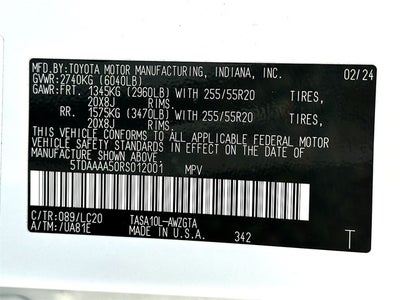 MFD.BY:TOYOTA MOTOR MANUFACTURING, INDIANA, INC. 02/24
GVWR:2740KG (6040LB)
GAWR:FRT. 1345KG (2960LB) WITH 255/55R20 TIRES,
20X8J RIMS,
RR. 1575KG (3470LB) WITH 255/55R20 TIRES,
20X8J RIMS.
THIS VEHICLE CONFORMS TO ALL APPLICABLE FEDERAL MOTOR
VEHICLE SAFETY STANDARDS IN EFFECT ON THE DATE OF
MANUFACTURE SHOWN ABOVE.
5TDAAAA50RS012001 MPV
C/TR:089/LC20 TASA10L-AWZGTA
A/TM:/UA81E MADE IN U.S.A. 342 T